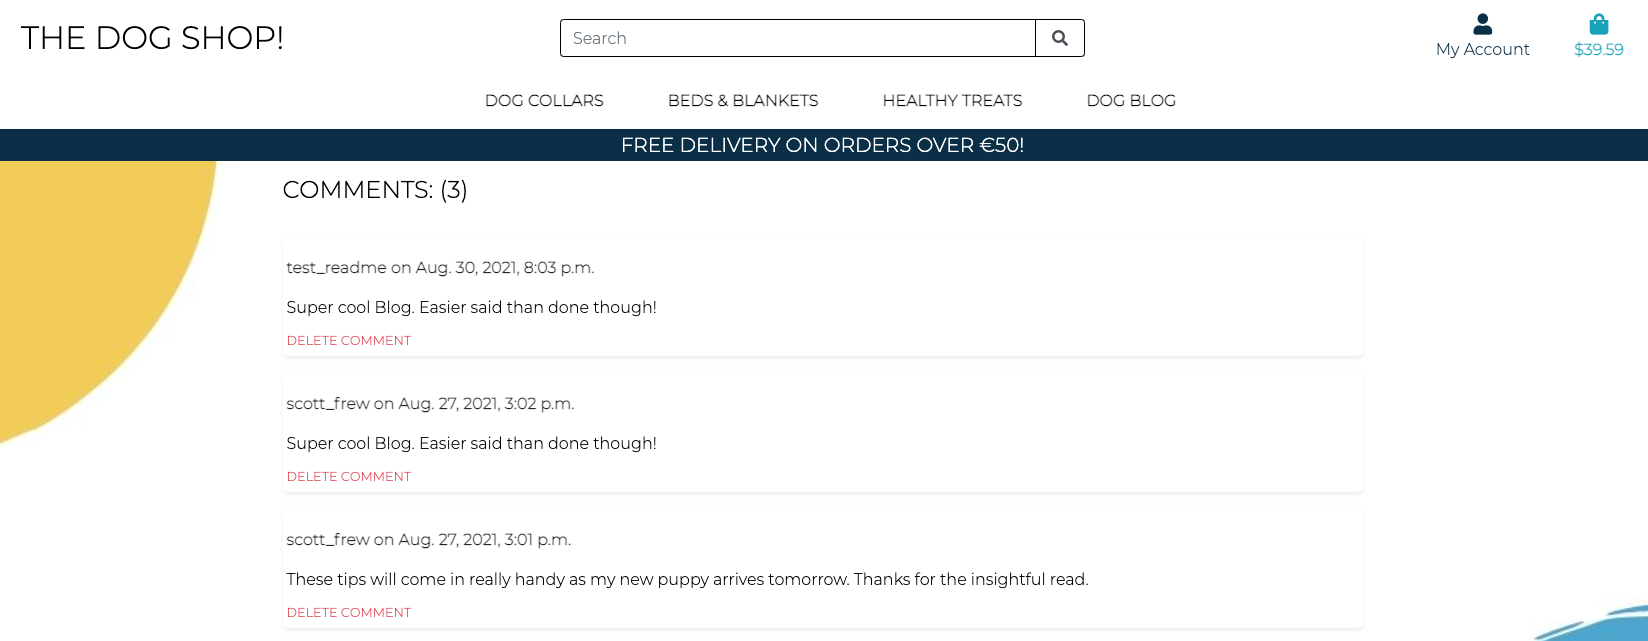 THE DOG SHOP!
Search
My Account
$39.59
DOG COLLARS
BEDS & BLANKETS
HEALTHY TREATS
DOG BLOG
FREE DELIVERY ON ORDERS OVER €50!
COMMENTS: (3)
test_readme on Aug. 30, 2021, 8:03 p.m.
Super cool Blog. Easier said than done though!
DELETE COMMENT
scott_frew on Aug. 27, 2021, 3:02 p.m.
Super cool Blog. Easier said than done though!
DELETE COMMENT
scott_frew on Aug. 27, 2021, 3:01 p.m.
These tips will come in really handy as my new puppy arrives tomorrow. Thanks for the insightful read.
DELETE COMMENT